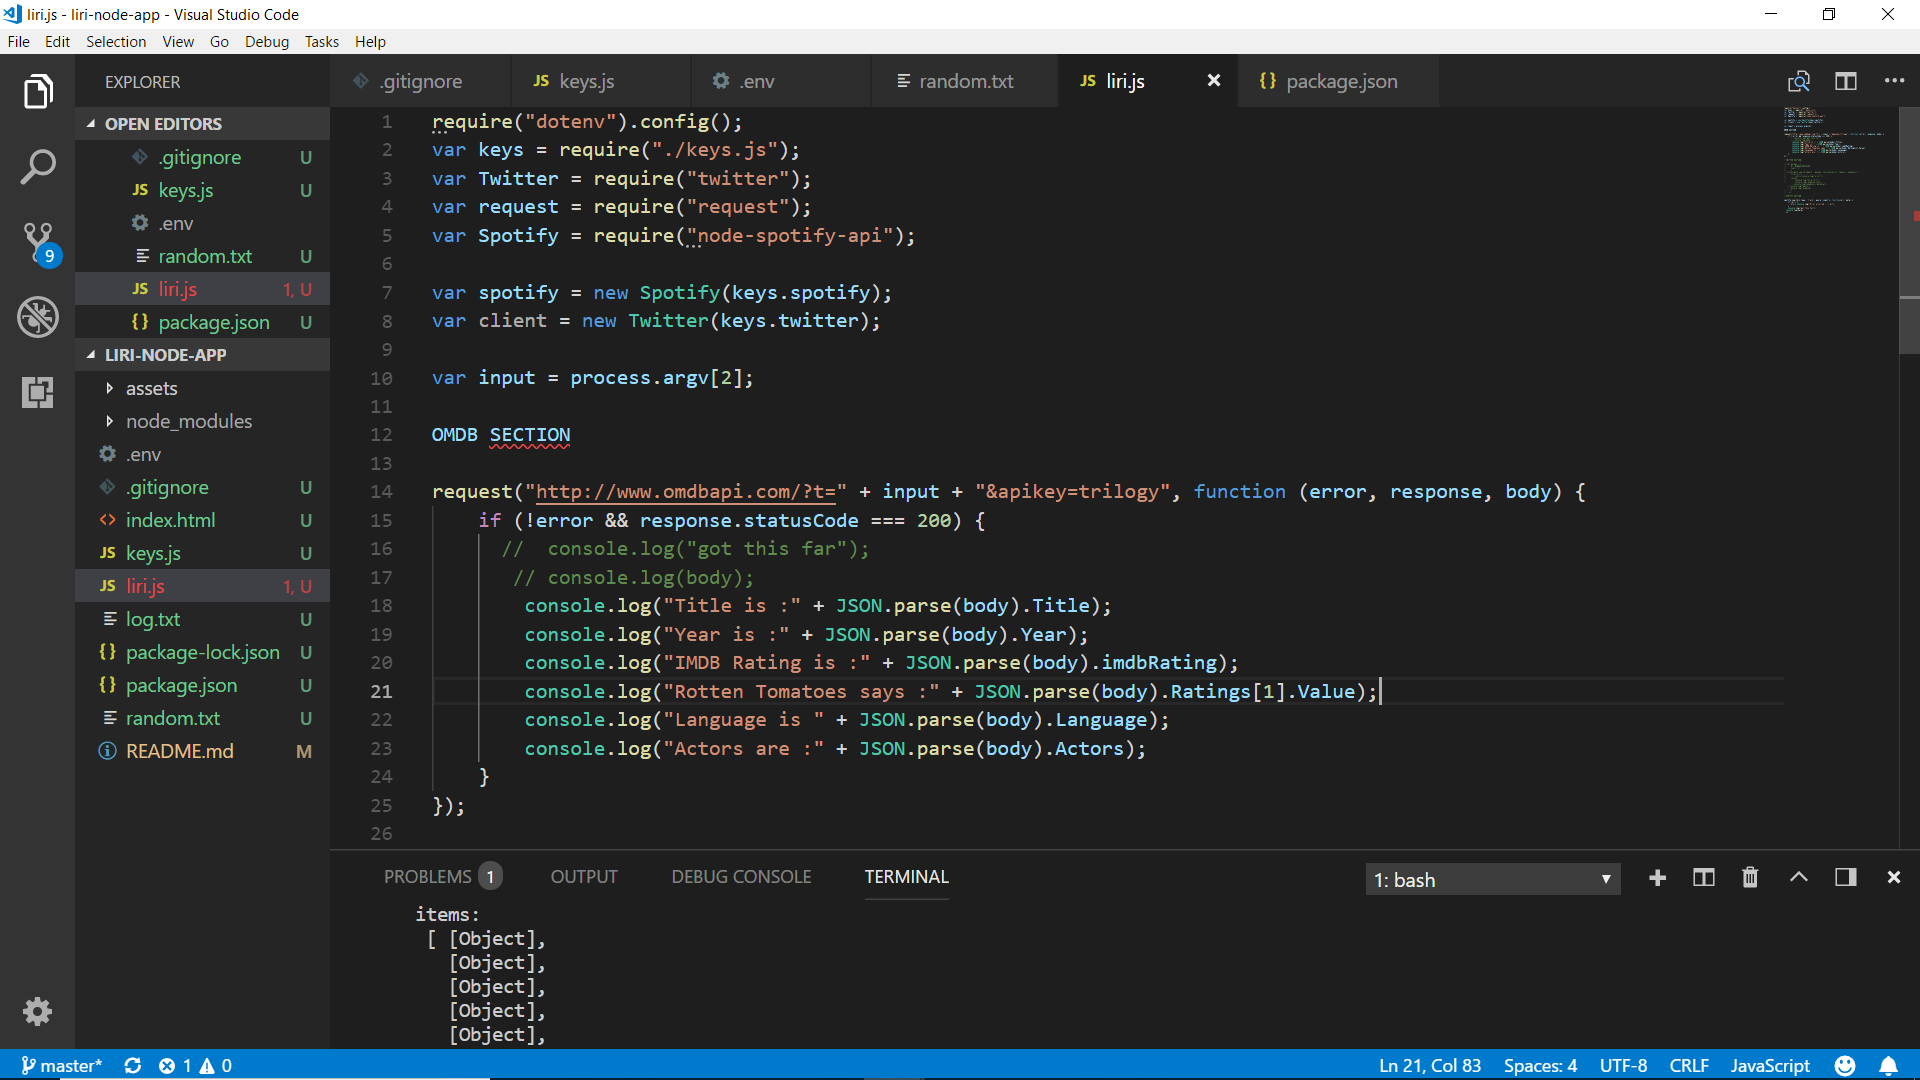 liri.js - liri-node-app - Visual Studio Code
File Edit Selection View Go Debug Tasks Help
EXPLORER
OPEN EDITORS
.gitignore U
JS keys.js U
.env
random.txt U
JS liri.js 1, U
{} package.json U
LIRI-NODE-APP
assets
node_modules
.env
.gitignore U
<> index.html U
JS keys.js U
JS liri.js 1, U
log.txt U
{} package-lock.json U
{} package.json U
random.txt U
README.md M
9
.gitignore JS keys.js .env random.txt JS liri.js {} package.json
1 require("dotenv").config();
2 var keys = require("./keys.js");
3 var Twitter = require("twitter");
4 var request = require("request");
5 var Spotify = require("node-spotify-api");
6
7 var spotify = new Spotify(keys.spotify);
8 var client = new Twitter(keys.twitter);
9
10 var input = process.argv[2];
11
12 OMDB SECTION
13
14 request("http://www.omdbapi.com/?t=" + input + "&apikey=trilogy", function (error, response, body) {
15 if (!error && response.statusCode === 200) {
16 //  console.log("got this far");
17 // console.log(body);
18 console.log("Title is :" + JSON.parse(body).Title);
19 console.log("Year is :" + JSON.parse(body).Year);
20 console.log("IMDB Rating is :" + JSON.parse(body).imdbRating);
21 console.log("Rotten Tomatoes says :" + JSON.parse(body).Ratings[1].Value);
22 console.log("Language is " + JSON.parse(body).Language);
23 console.log("Actors are :" + JSON.parse(body).Actors);
24 }
25 });
26
PROBLEMS 1 OUTPUT DEBUG CONSOLE TERMINAL 1: bash
items:
[ [Object],
[Object],
[Object],
[Object],
[Object],
master* 1 0 Ln 21, Col 83 Spaces: 4 UTF-8 CRLF JavaScript